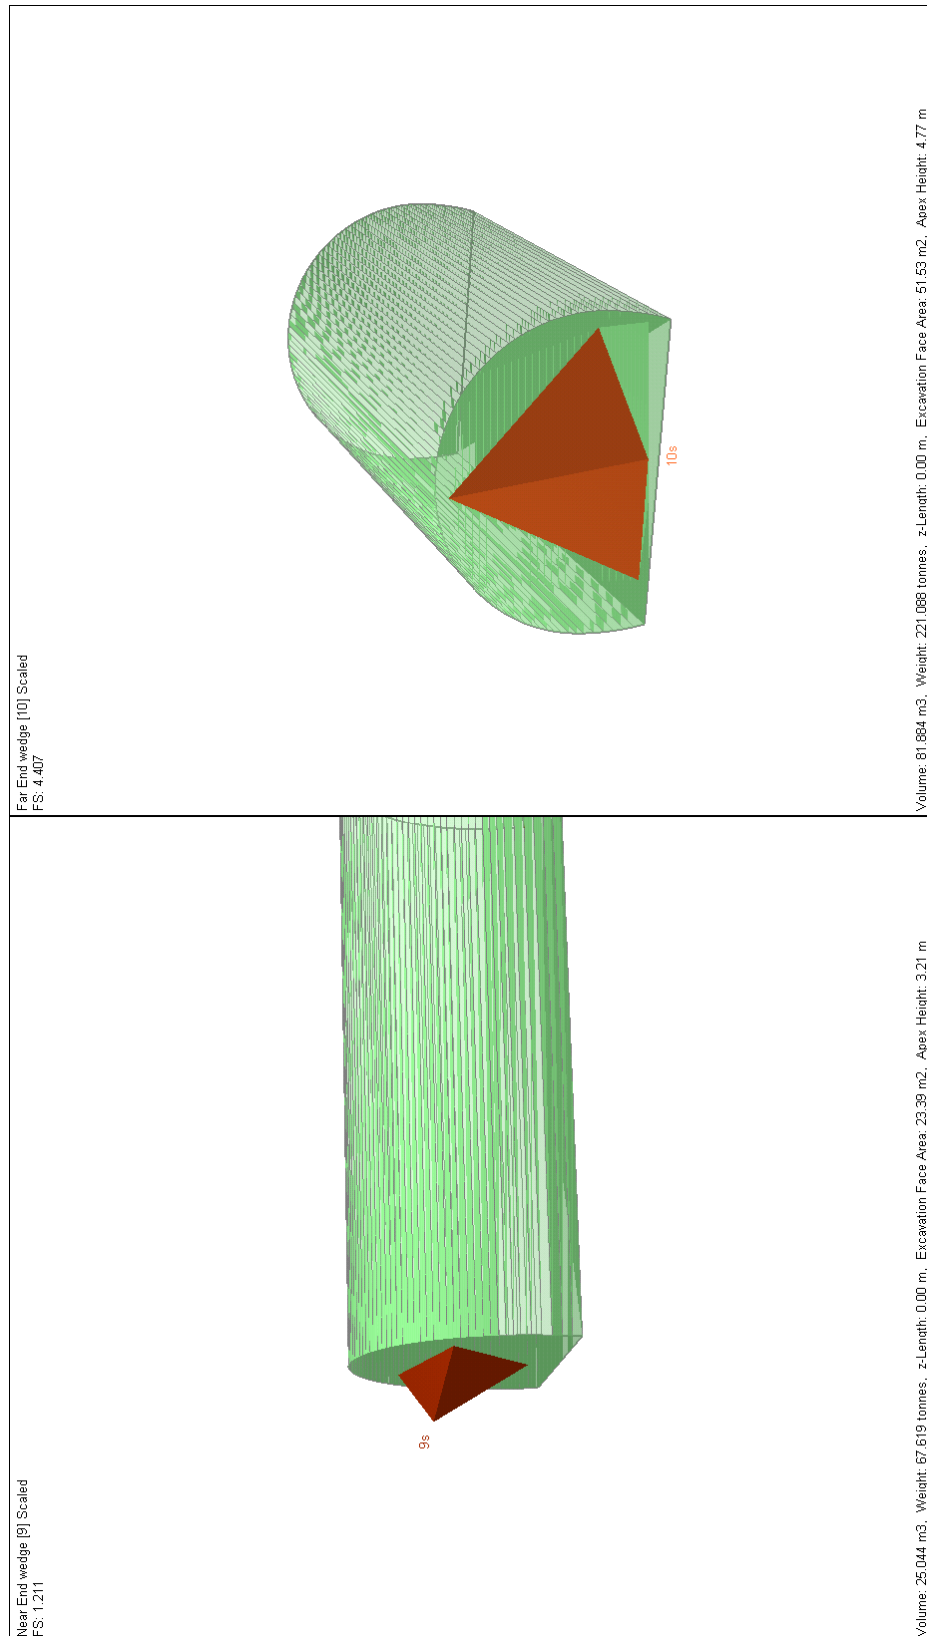 Near End wedge [9] Scaled
FS: 1.211
9s
Volume: 25.044 m3, Weight: 67.619 tonnes, z-Length: 0.00 m, Excavation Face Area: 23.39 m2, Apex Height: 3.21 m
Far End wedge [10] Scaled
FS: 4.407
10s
Volume: 81.884 m3, Weight: 221.088 tonnes, z-Length: 0.00 m, Excavation Face Area: 51.53 m2, Apex Height: 4.77 m